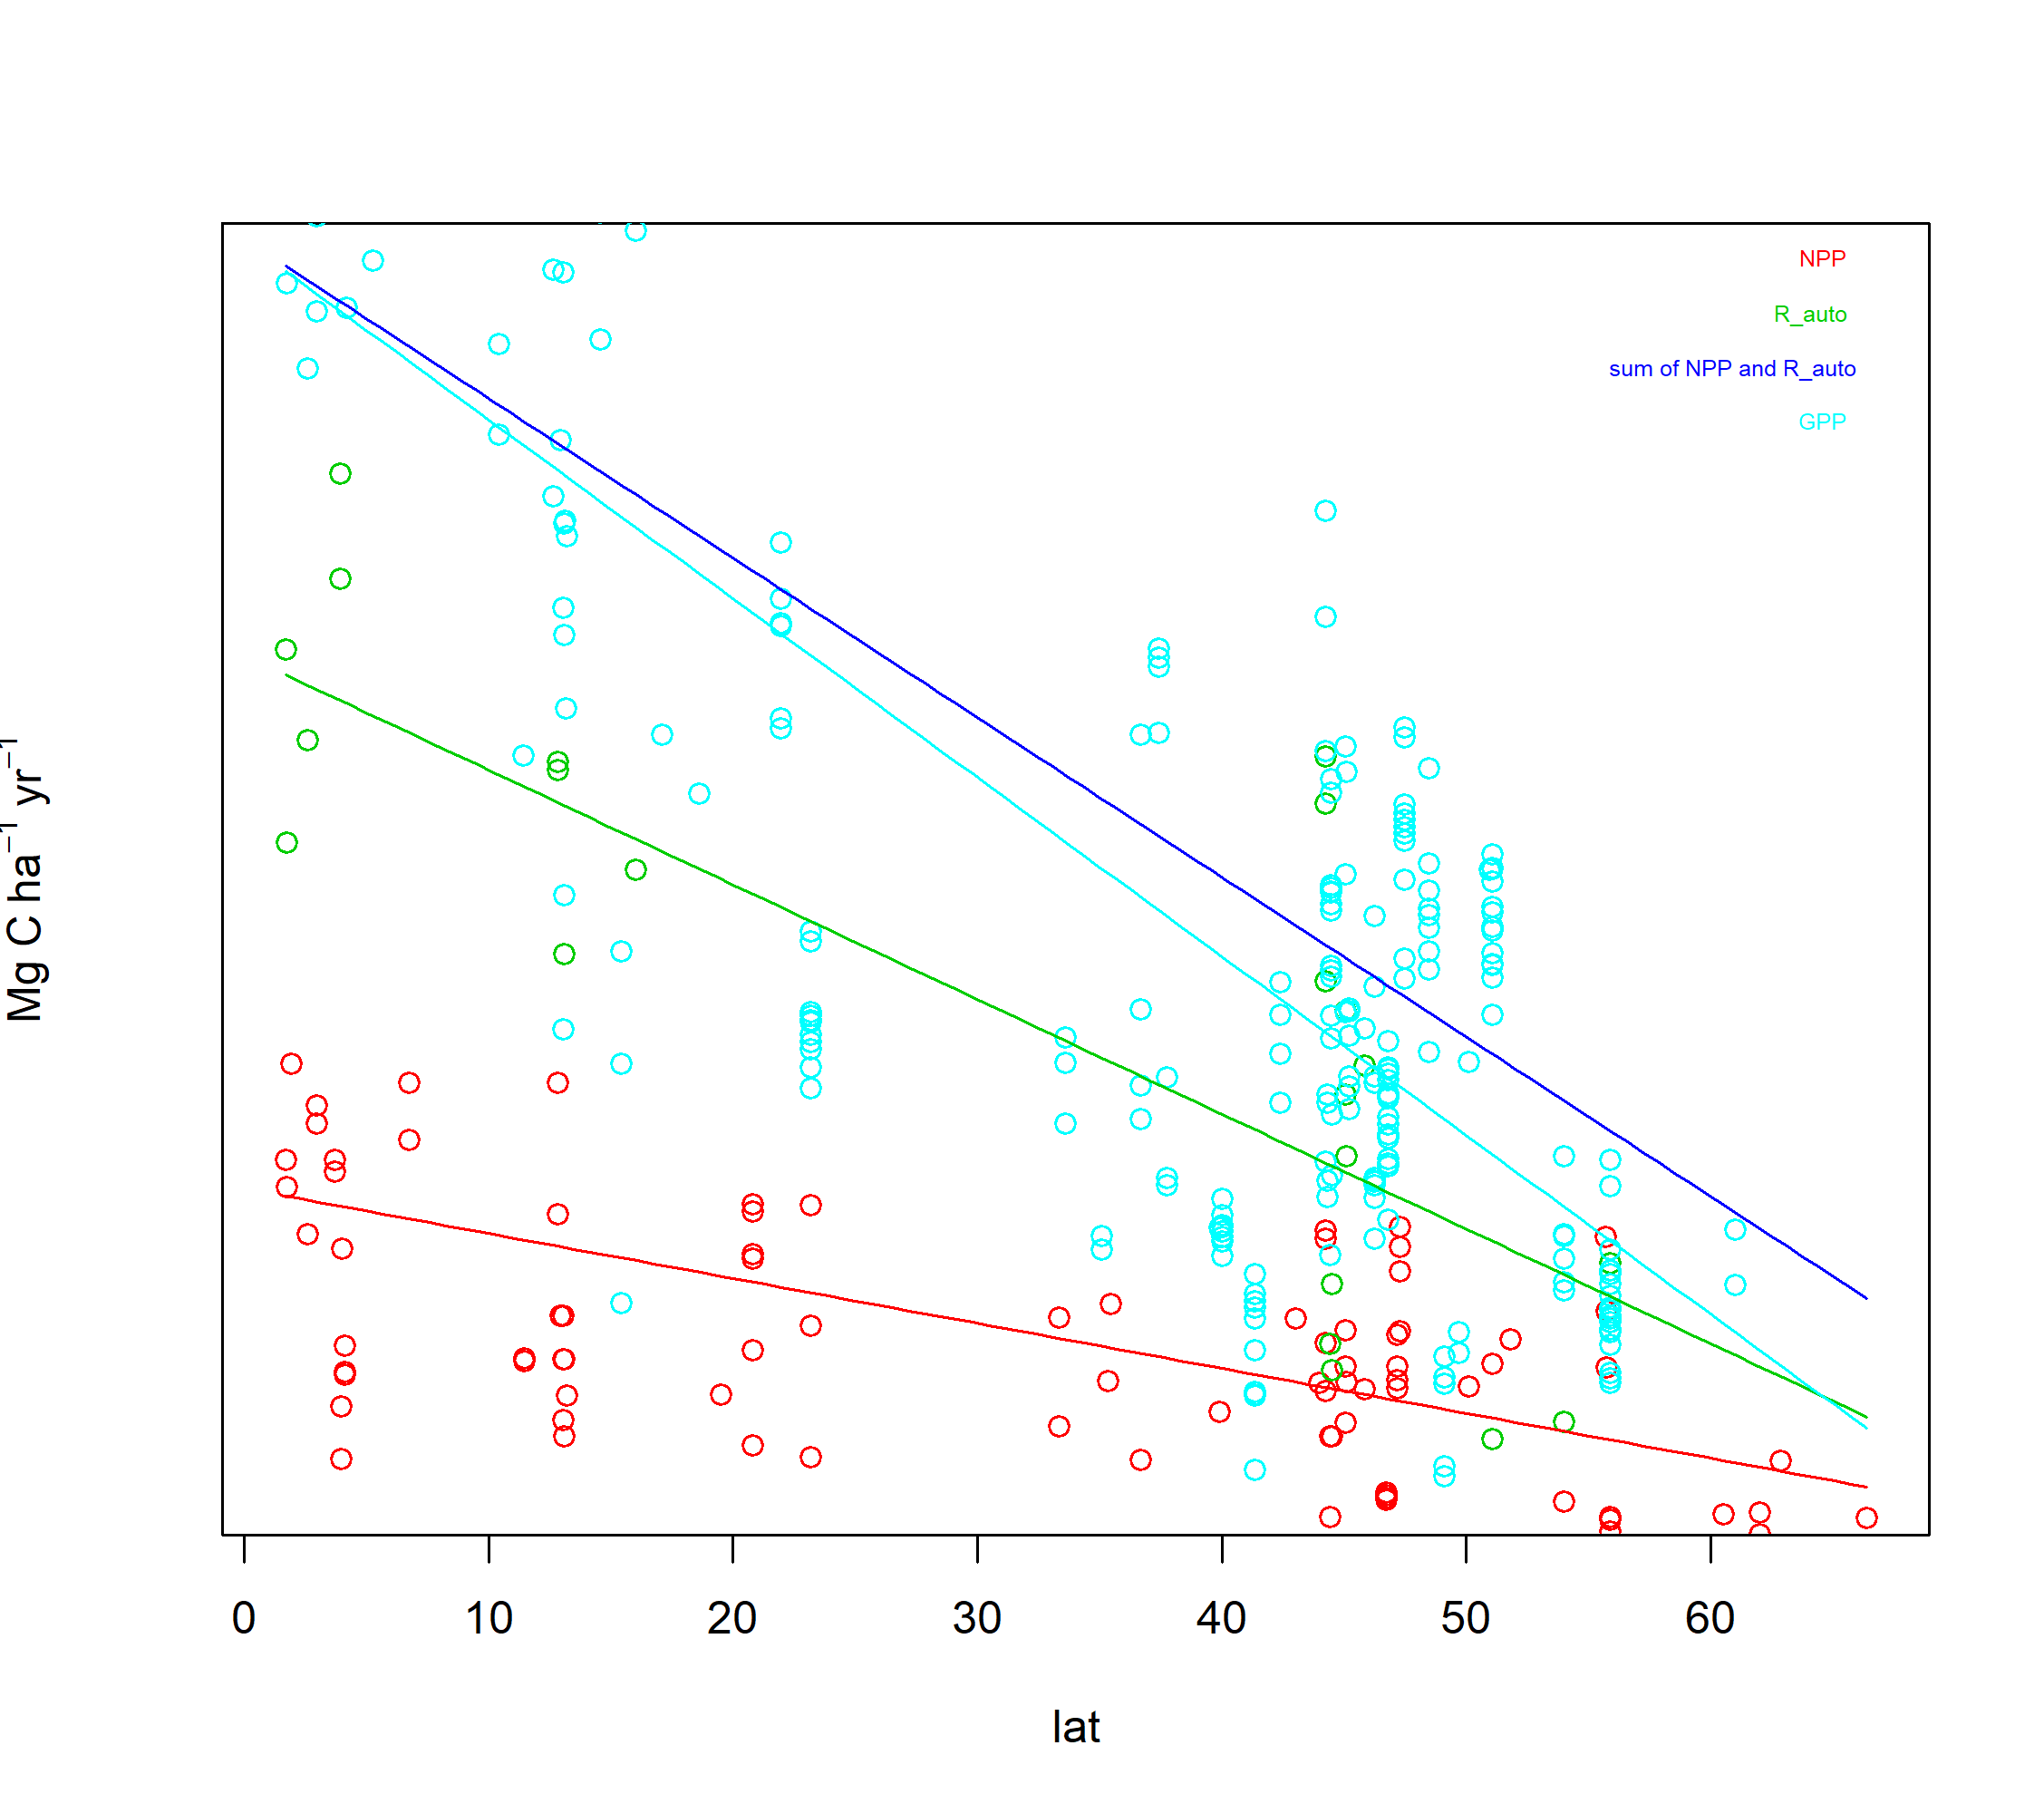 NPP
R_auto
sum of NPP and R_auto
GPP
Mg C ha⁻¹ yr⁻¹
0 10 20 30 40 50 60
lat